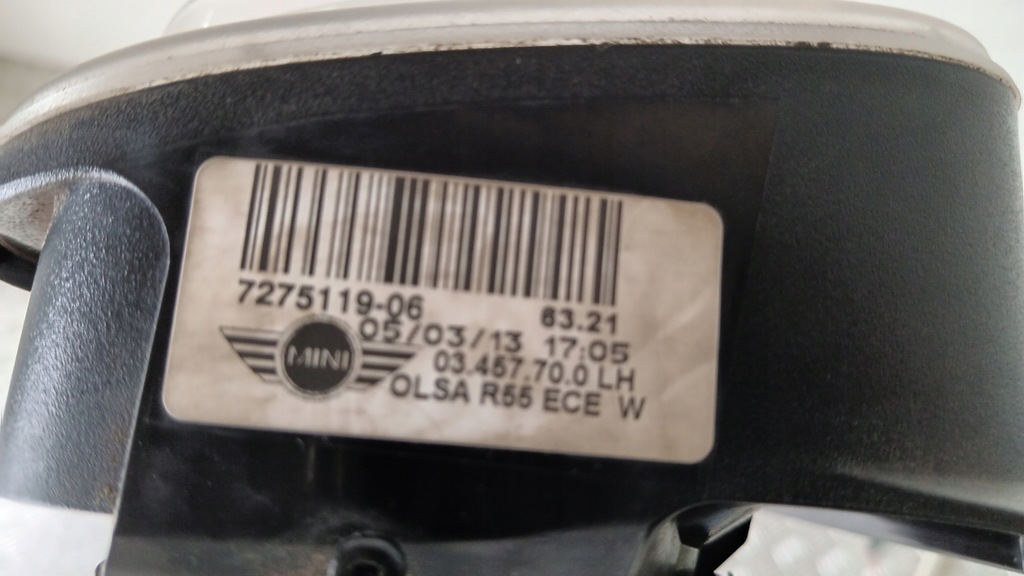 7275119-06 63.21
05/03/13 17:05
MINI
03.457.70.0 LH
OLSA R55 ECE W